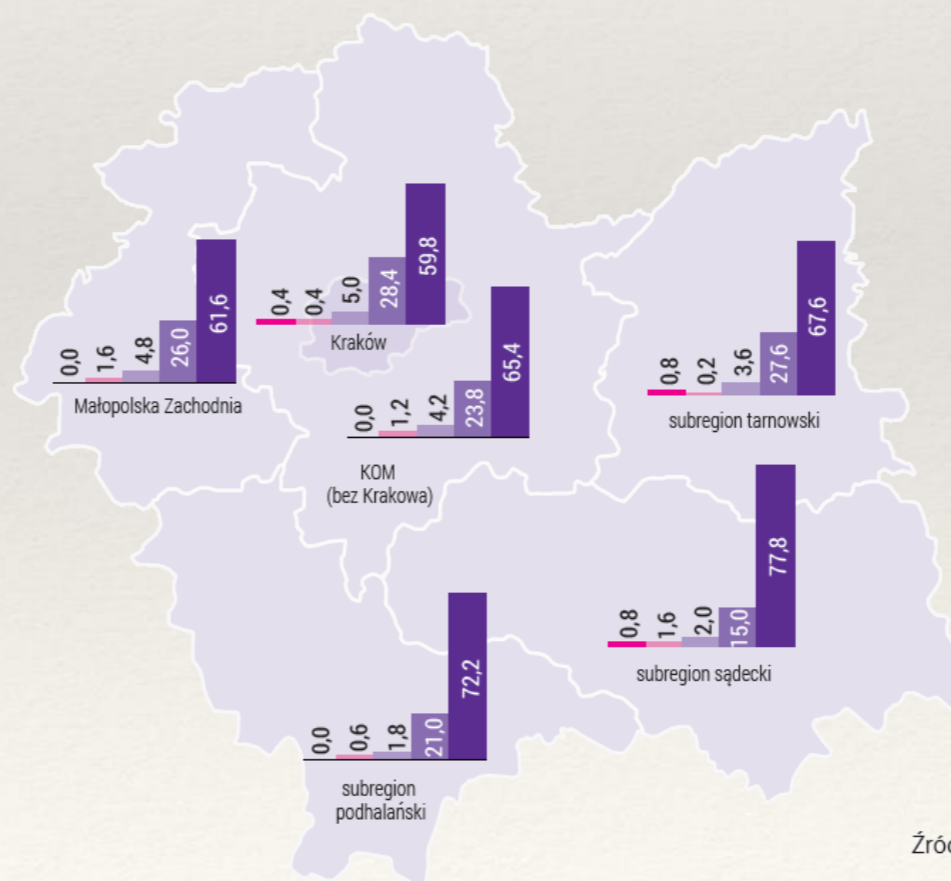 0,4 0,4 5,0 28,4 59,8
Kraków
0,0 1,6 4,8 26,0 61,6
Małopolska Zachodnia
0,0 1,2 4,2 23,8 65,4
KOM
(bez Krakowa)
0,8 0,2 3,6 27,6 67,6
subregion tarnowski
0,8 1,6 2,0 15,0 77,8
subregion sądecki
0,0 0,6 1,8 21,0 72,2
subregion
podhalański